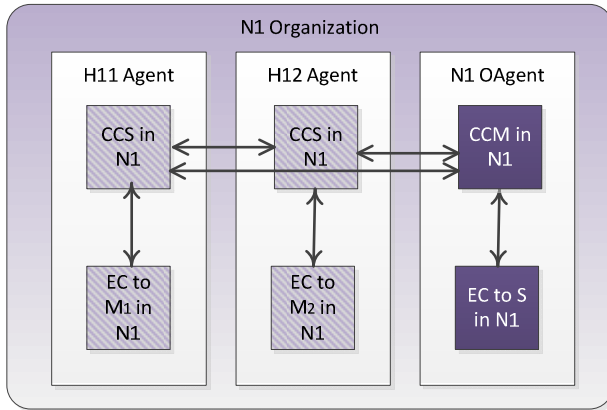 N1 Organization
H11 Agent
H12 Agent
N1 OAgent
CCS in
N1
CCS in
N1
CCM in
N1
EC to
M1 in
N1
EC to
M2 in
N1
EC to S
in N1